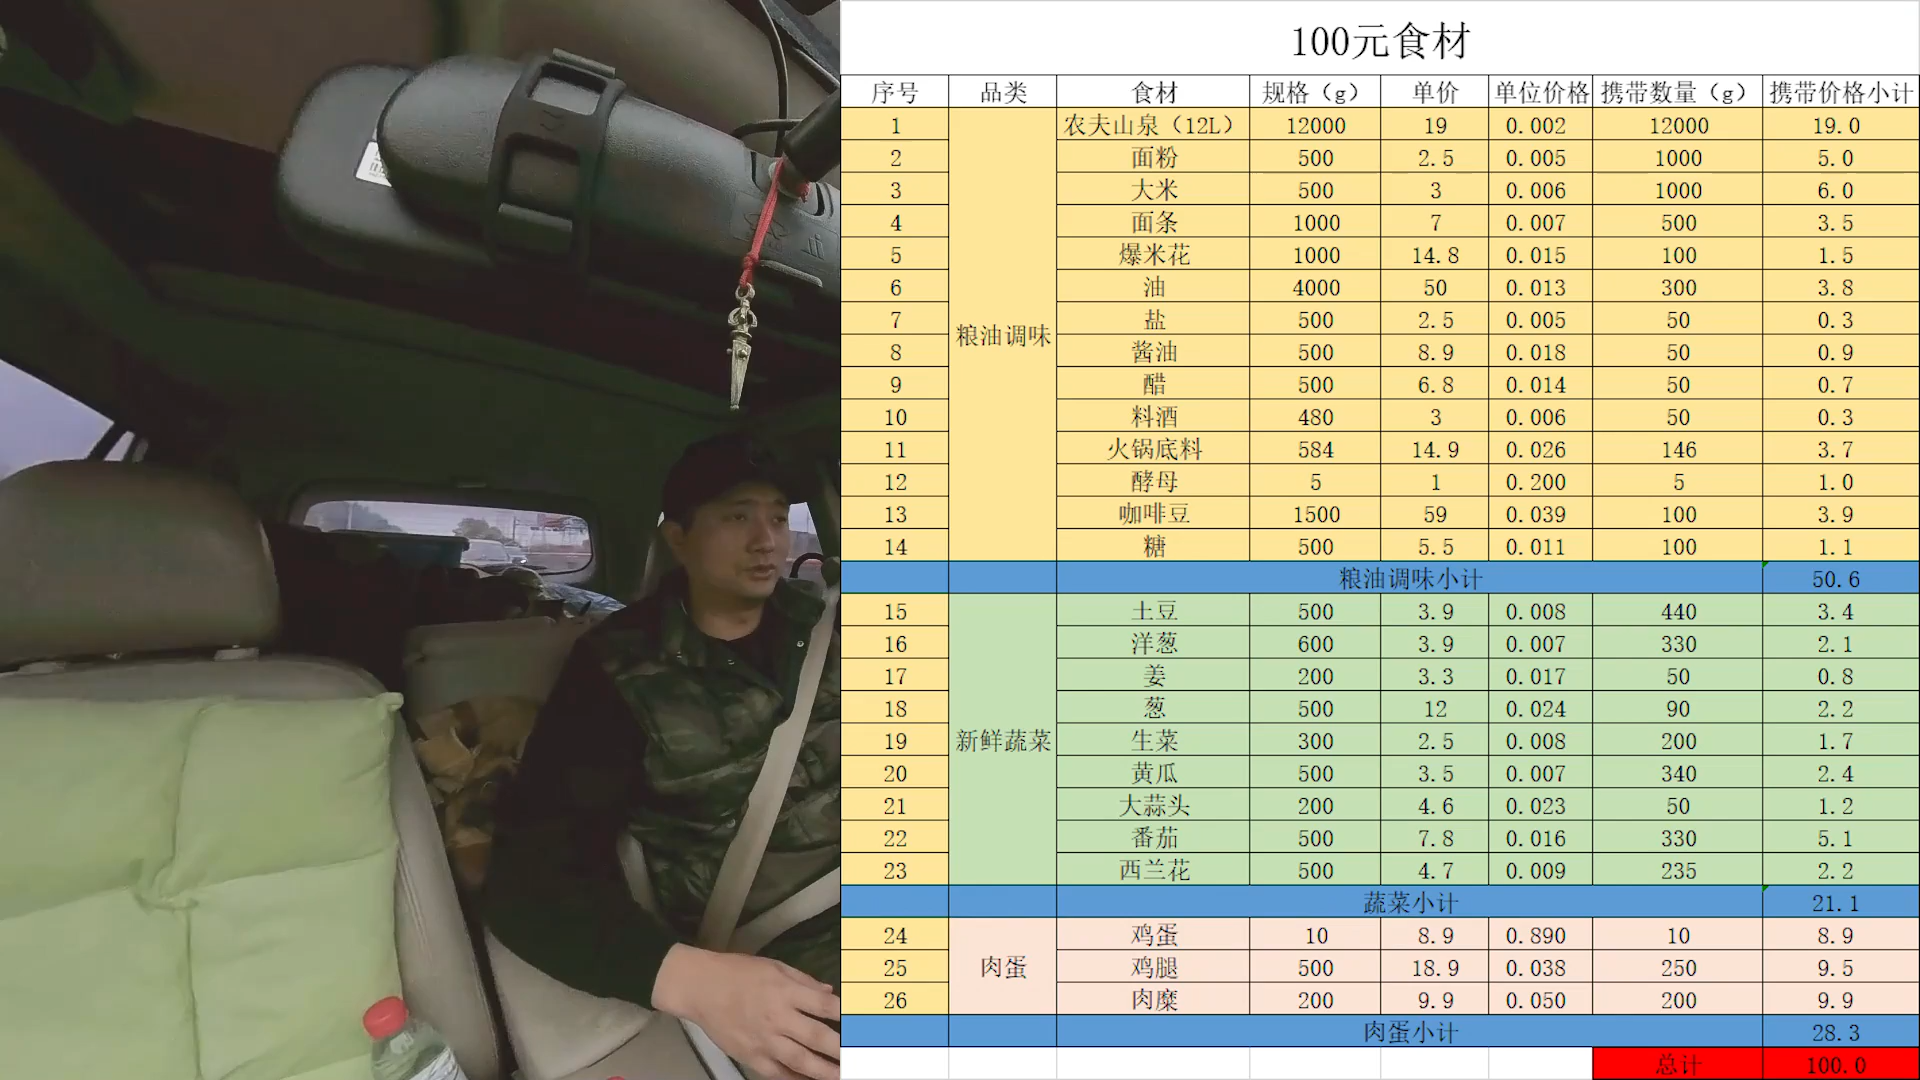 100元食材
序号 品类 食材 规格（g） 单价 单位价格 携带数量（g） 携带价格小计
1 农夫山泉（12L） 12000 19 0.002 12000 19.0
2 面粉 500 2.5 0.005 1000 5.0
3 大米 500 3 0.006 1000 6.0
4 面条 1000 7 0.007 500 3.5
5 爆米花 1000 14.8 0.015 100 1.5
6 油 4000 50 0.013 300 3.8
7 盐 500 2.5 0.005 50 0.3
粮油调味
8 酱油 500 8.9 0.018 50 0.9
9 醋 500 6.8 0.014 50 0.7
10 料酒 480 3 0.006 50 0.3
11 火锅底料 584 14.9 0.026 146 3.7
12 酵母 5 1 0.200 5 1.0
13 咖啡豆 1500 59 0.039 100 3.9
14 糖 500 5.5 0.011 100 1.1
粮油调味小计 50.6
15 土豆 500 3.9 0.008 440 3.4
16 洋葱 600 3.9 0.007 330 2.1
17 姜 200 3.3 0.017 50 0.8
18 葱 500 12 0.024 90 2.2
19 新鲜蔬菜 生菜 300 2.5 0.008 200 1.7
20 黄瓜 500 3.5 0.007 340 2.4
21 大蒜头 200 4.6 0.023 50 1.2
22 番茄 500 7.8 0.016 330 5.1
23 西兰花 500 4.7 0.009 235 2.2
蔬菜小计 21.1
24 鸡蛋 10 8.9 0.890 10 8.9
25 肉蛋 鸡腿 500 18.9 0.038 250 9.5
26 肉糜 200 9.9 0.050 200 9.9
肉蛋小计 28.3
总计 100.0